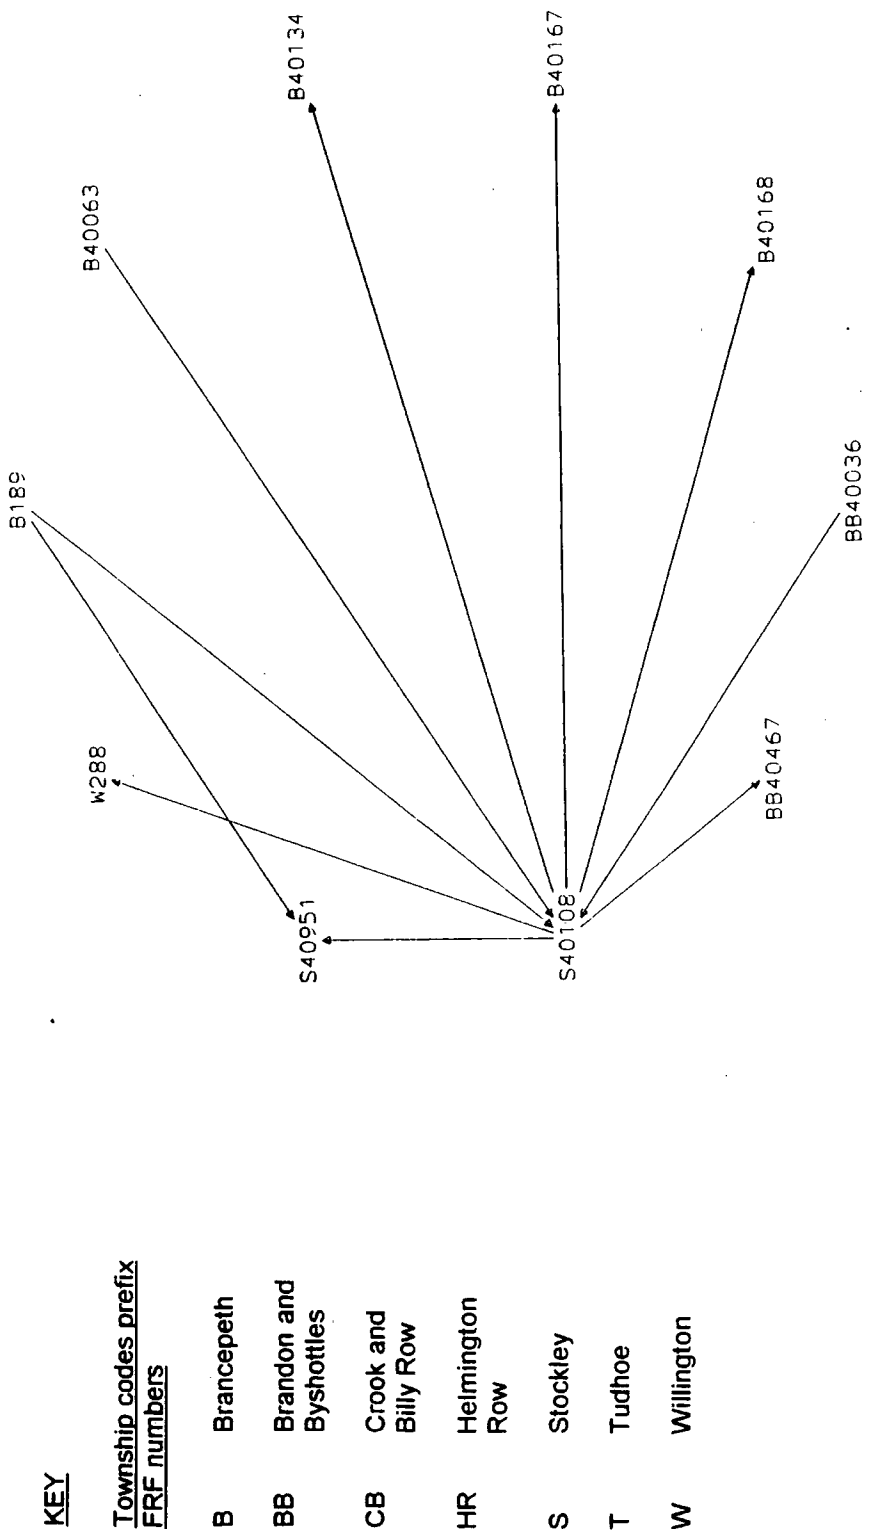 KEY
Township codes prefix
FRF numbers
B Brancepeth
BB Brandon and
Byshottles
CB Crook and
Billy Row
HR Helmington
Row
S Stockley
T Tudhoe
W Willington
B189
W288
B40063
S40951
B40134
S40108
B40167
BB40467
B40168
BB40036